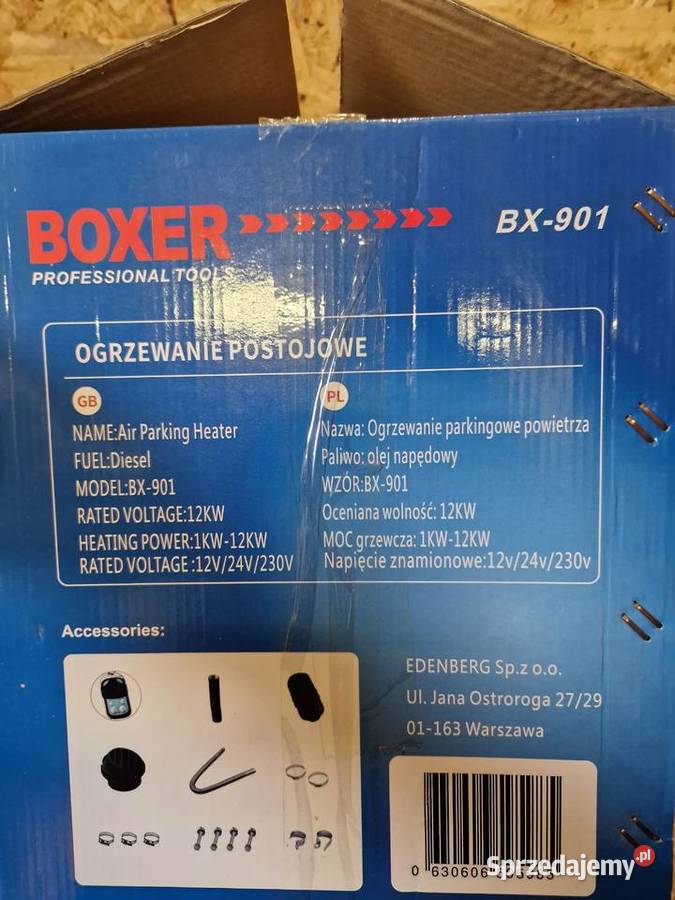 BOXER
BX-901
PROFESSIONAL TOOLS
OGRZEWANIE POSTOJOWE
GB
NAME:Air Parking Heater
FUEL:Diesel
MODEL:BX-901
RATED VOLTAGE:12KW
HEATING POWER:1KW-12KW
RATED VOLTAGE :12V/24V/230V
PL
Nazwa: Ogrzewanie parkingowe powietrza
Paliwo: olej napędowy
WZÓR:BX-901
Oceniana wolność: 12KW
MOC grzewcza: 1KW-12KW
Napięcie znamionowe:12v/24v/230v
Accessories:
EDENBERG Sp.z o.o.
Ul. Jana Ostroroga 27/29
01-163 Warszawa
0 630606
Sprzedajemy.pl